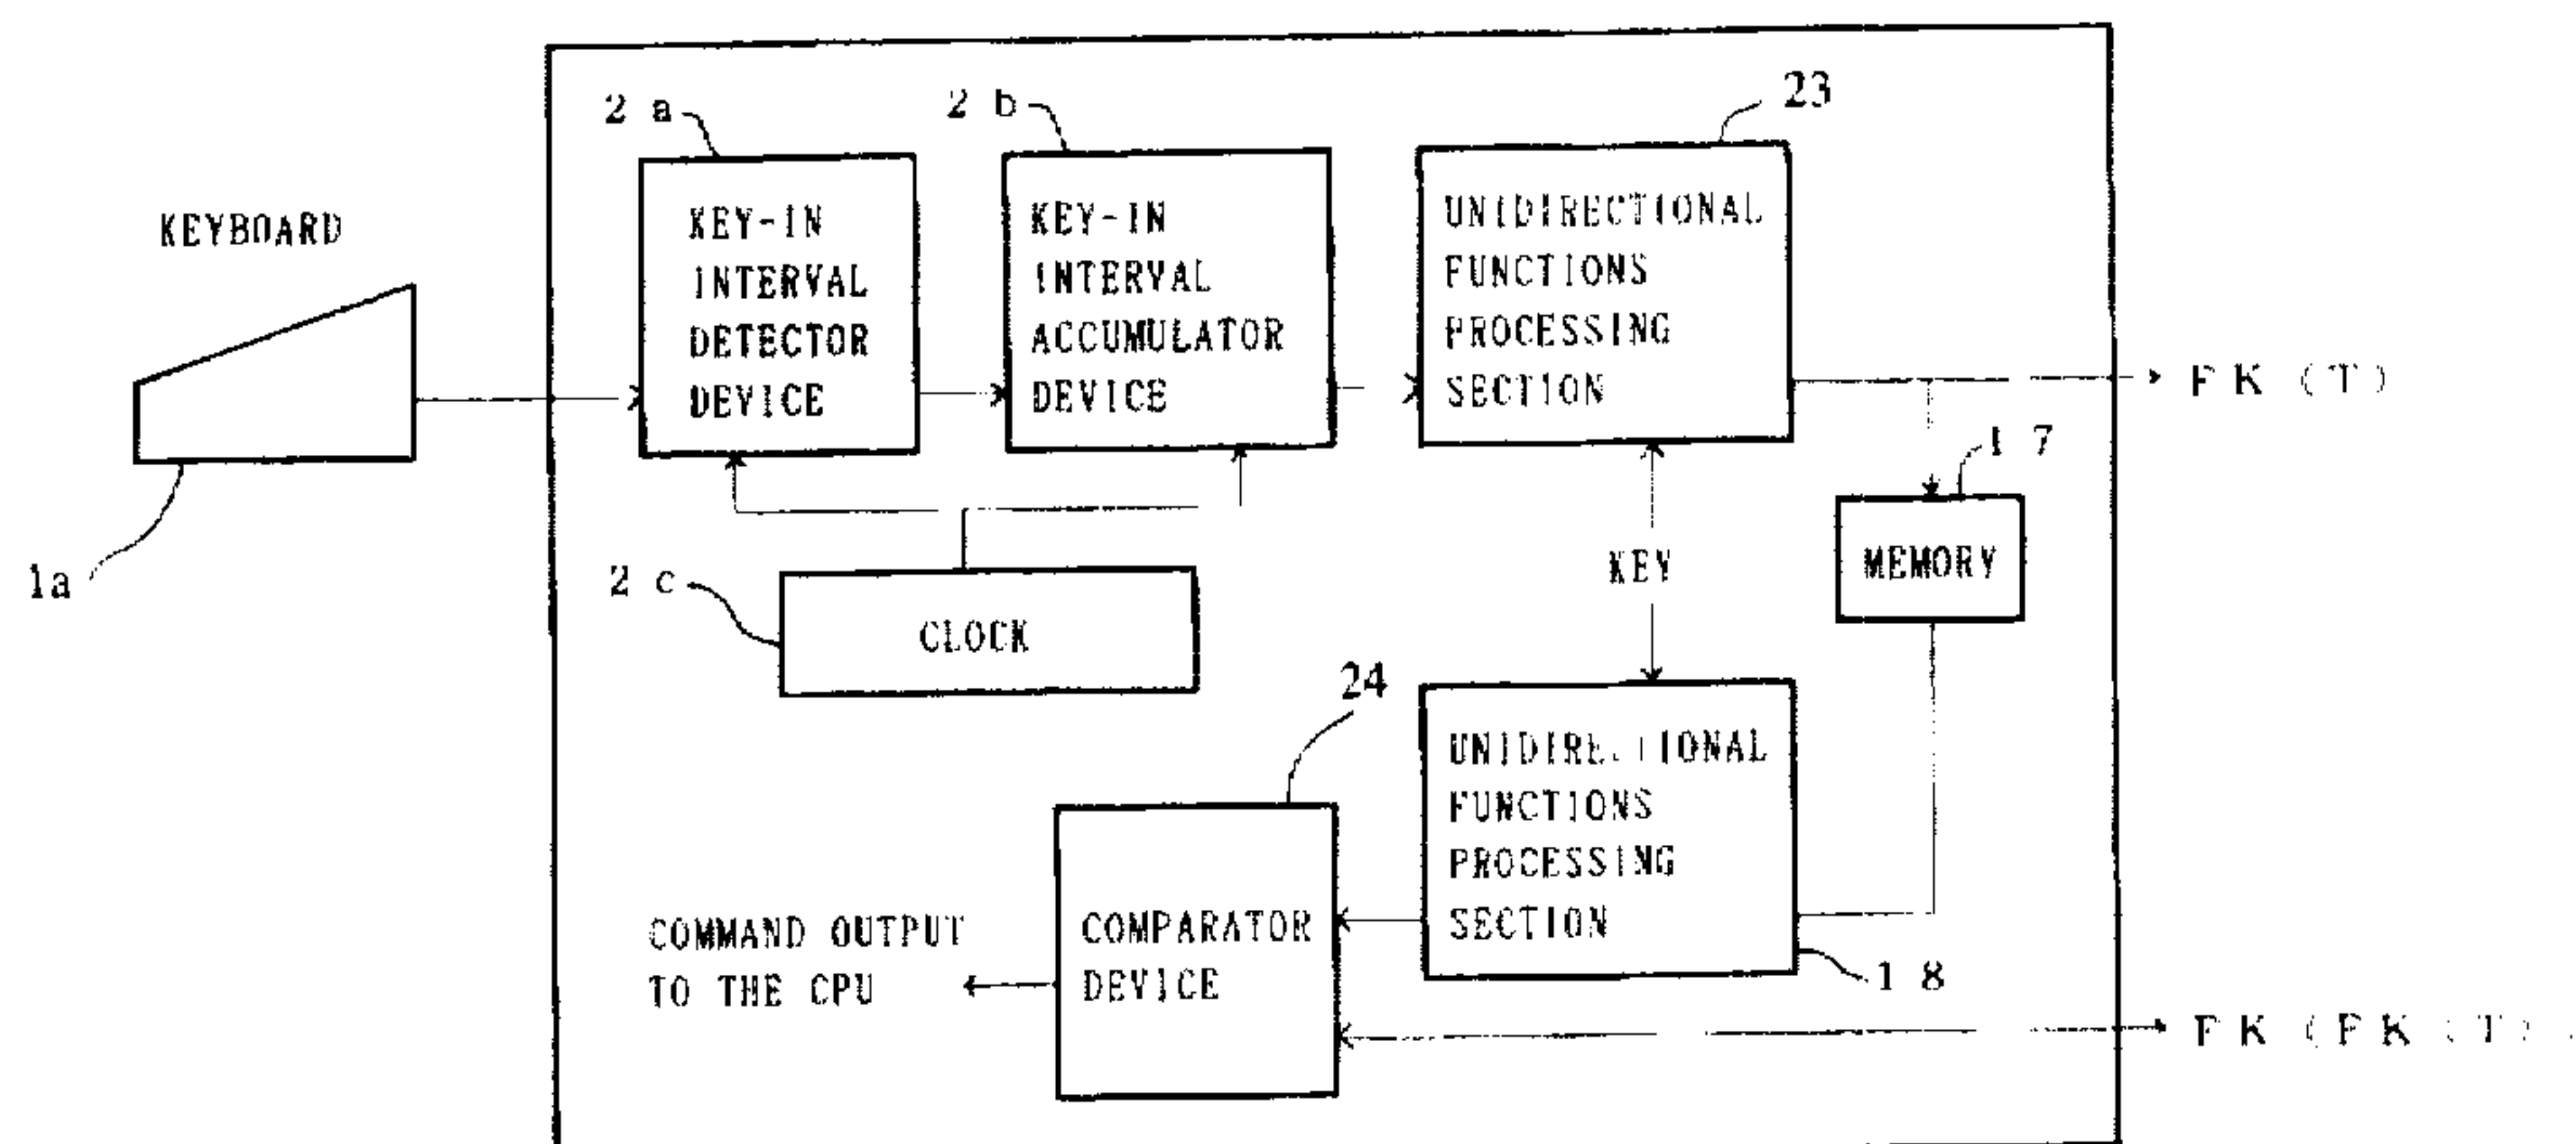 2 a
2 b
23
KEYBOARD
KEY-IN
INTERVAL
DETECTOR
DEVICE
KEY-IN
INTERVAL
ACCUMULATOR
DEVICE
UNIDIRECTIONAL
FUNCTIONS
PROCESSING
SECTION
F K (T)
1 7
1a
2 c
CLOCK
KEY
MEMORY
24
UNIDIRECTIONAL
FUNCTIONS
PROCESSING
SECTION
COMPARATOR
DEVICE
COMMAND OUTPUT
TO THE CPU
1 8
F K (F K (T)